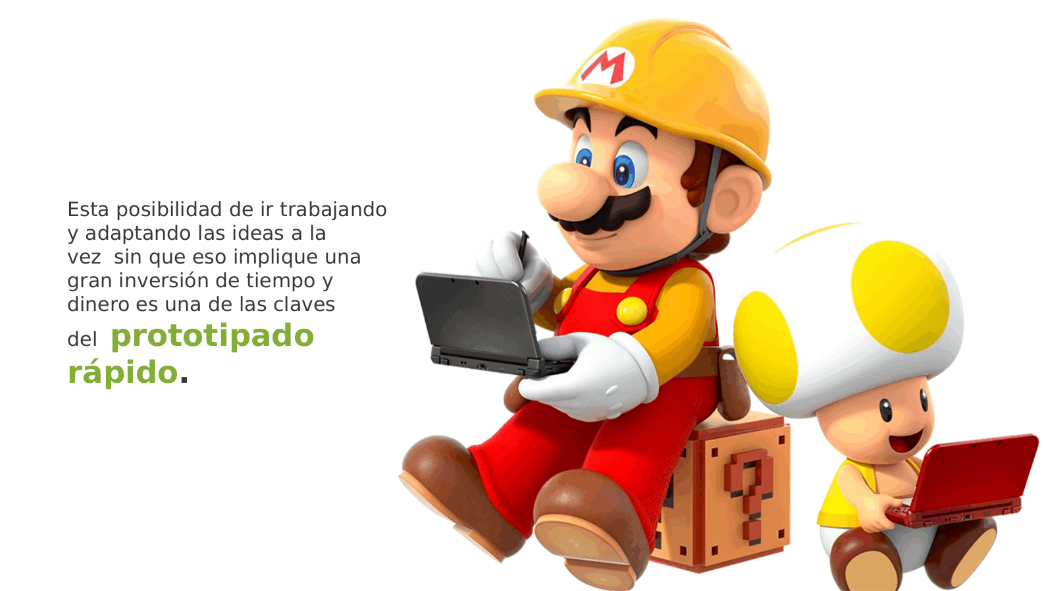 Esta posibilidad de ir trabajando
y adaptando las ideas a la
vez  sin que eso implique una
gran inversión de tiempo y
dinero es una de las claves
del  prototipado
rápido.
M
?